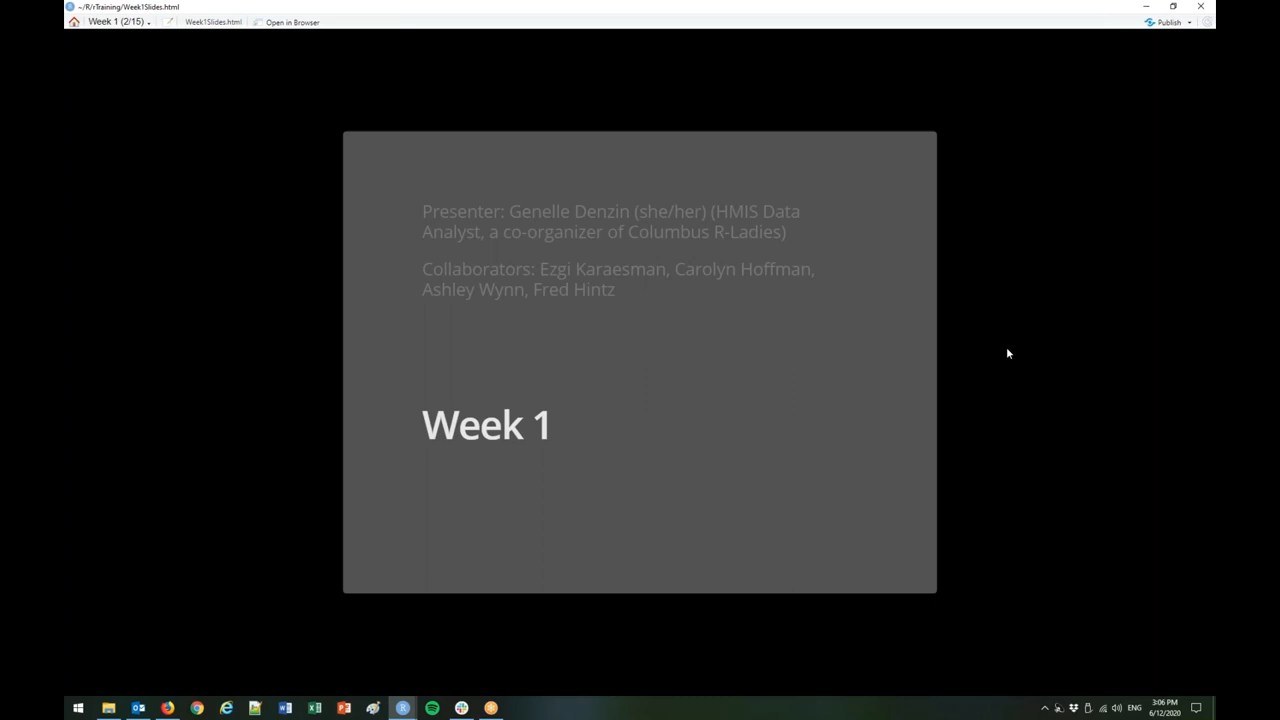 ~/R/rTraining/Week1Slides.html
Week 1 (2/15)
Week1Slides.html
Open in Browser
Publish
Presenter: Genelle Denzin (she/her) (HMIS Data
Analyst, a co-organizer of Columbus R-Ladies)
Collaborators: Ezgi Karaesman, Carolyn Hoffman,
Ashley Wynn, Fred Hintz
Week 1
ENG
3:06 PM
6/12/2020